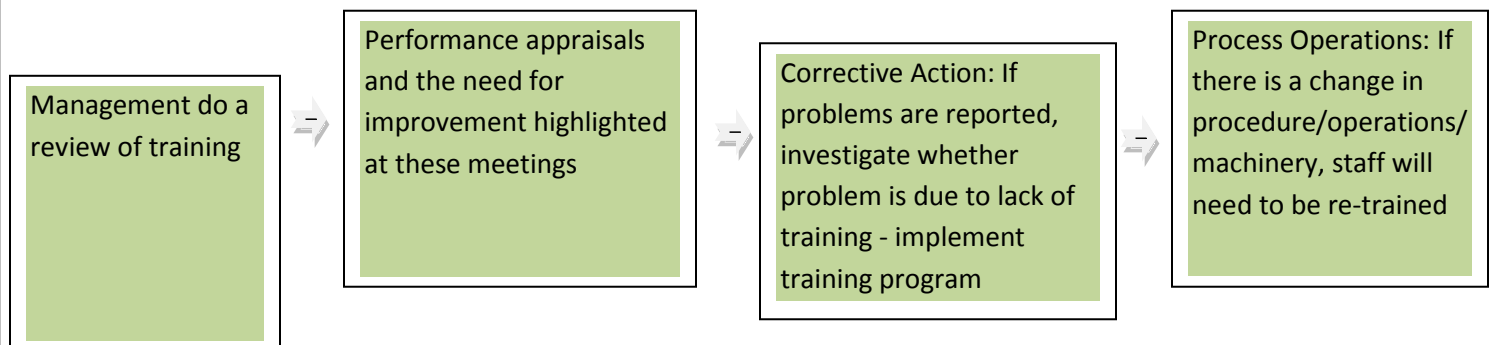 Management do a
review of training
Performance appraisals
and the need for
improvement highlighted
at these meetings
Corrective Action: If
problems are reported,
investigate whether
problem is due to lack of
training - implement
training program
Process Operations: If
there is a change in
procedure/operations/
machinery, staff will
need to be re-trained